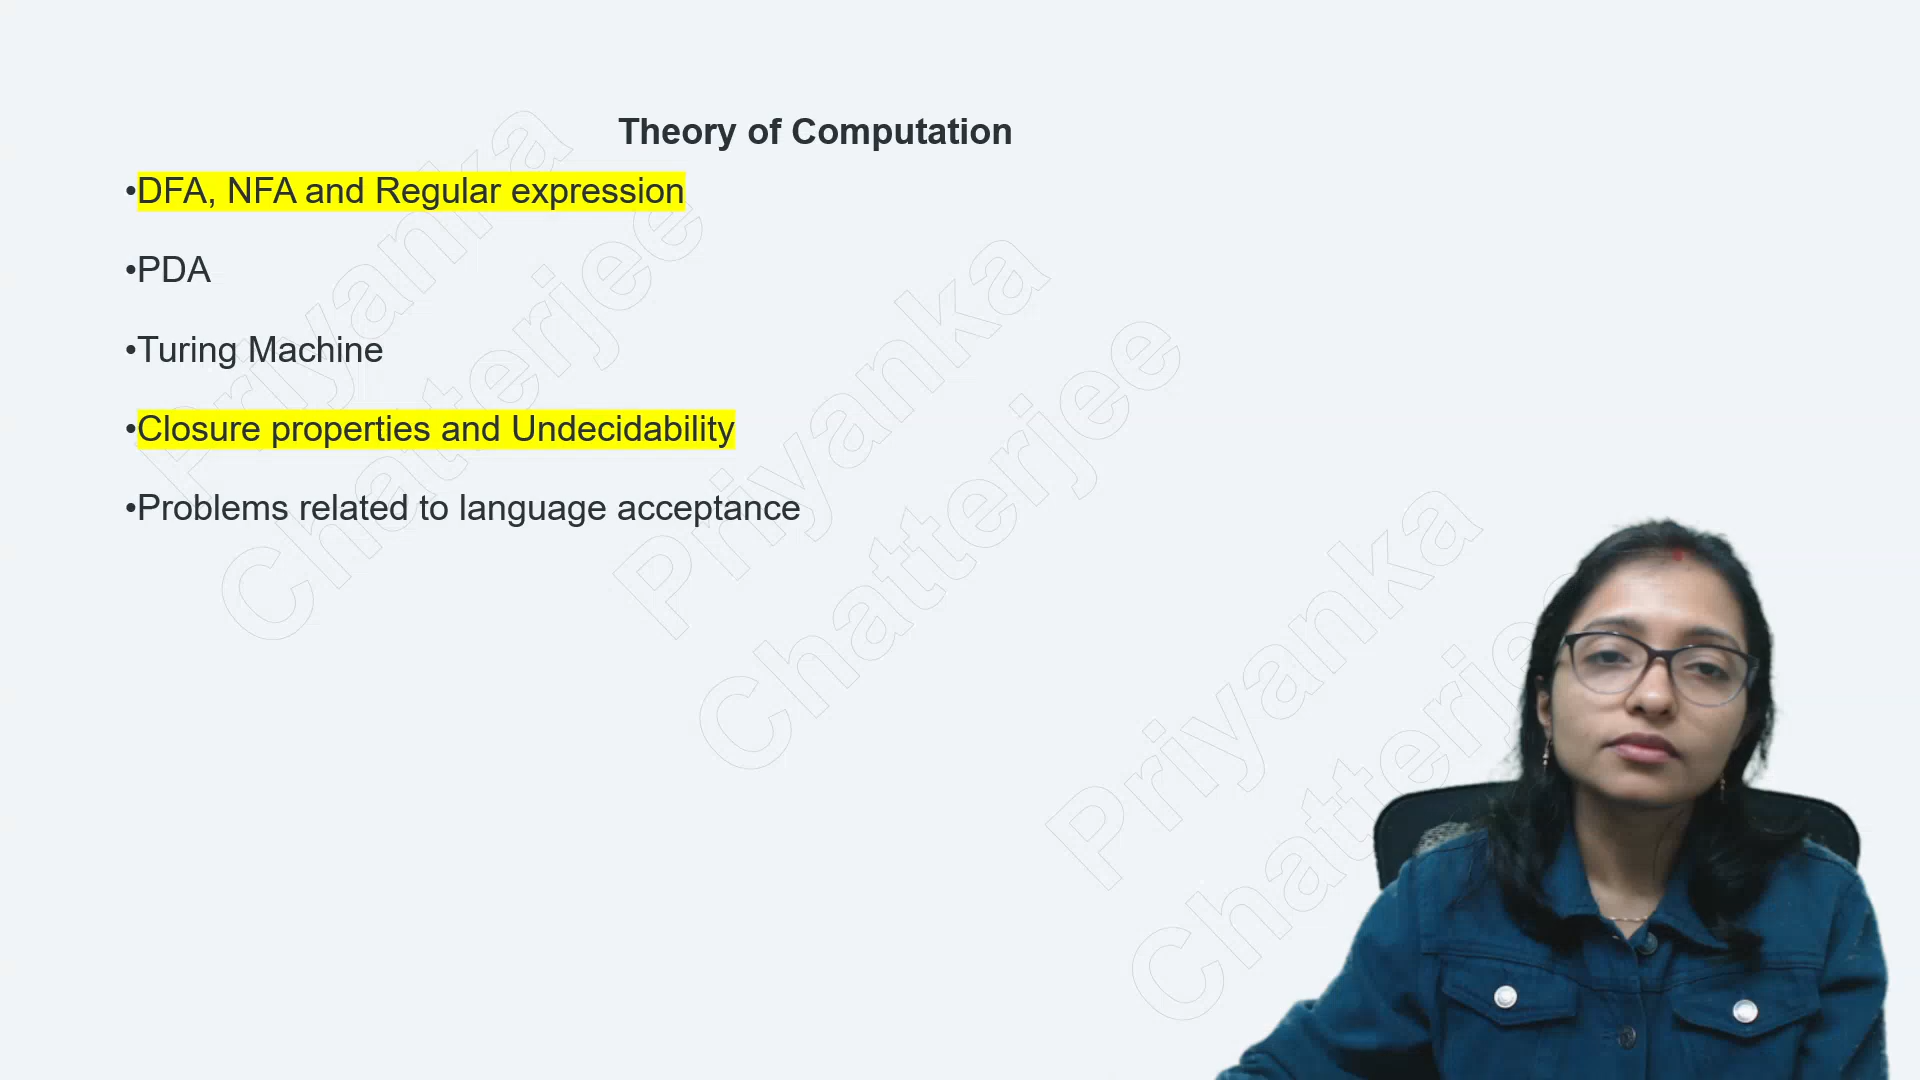 Theory of Computation
•DFA, NFA and Regular expression
•PDA
•Turing Machine
•Closure properties and Undecidability
•Problems related to language acceptance
Priyanka
Chatterjee
Priyanka
Chatterjee
Priyanka
Chatterjee